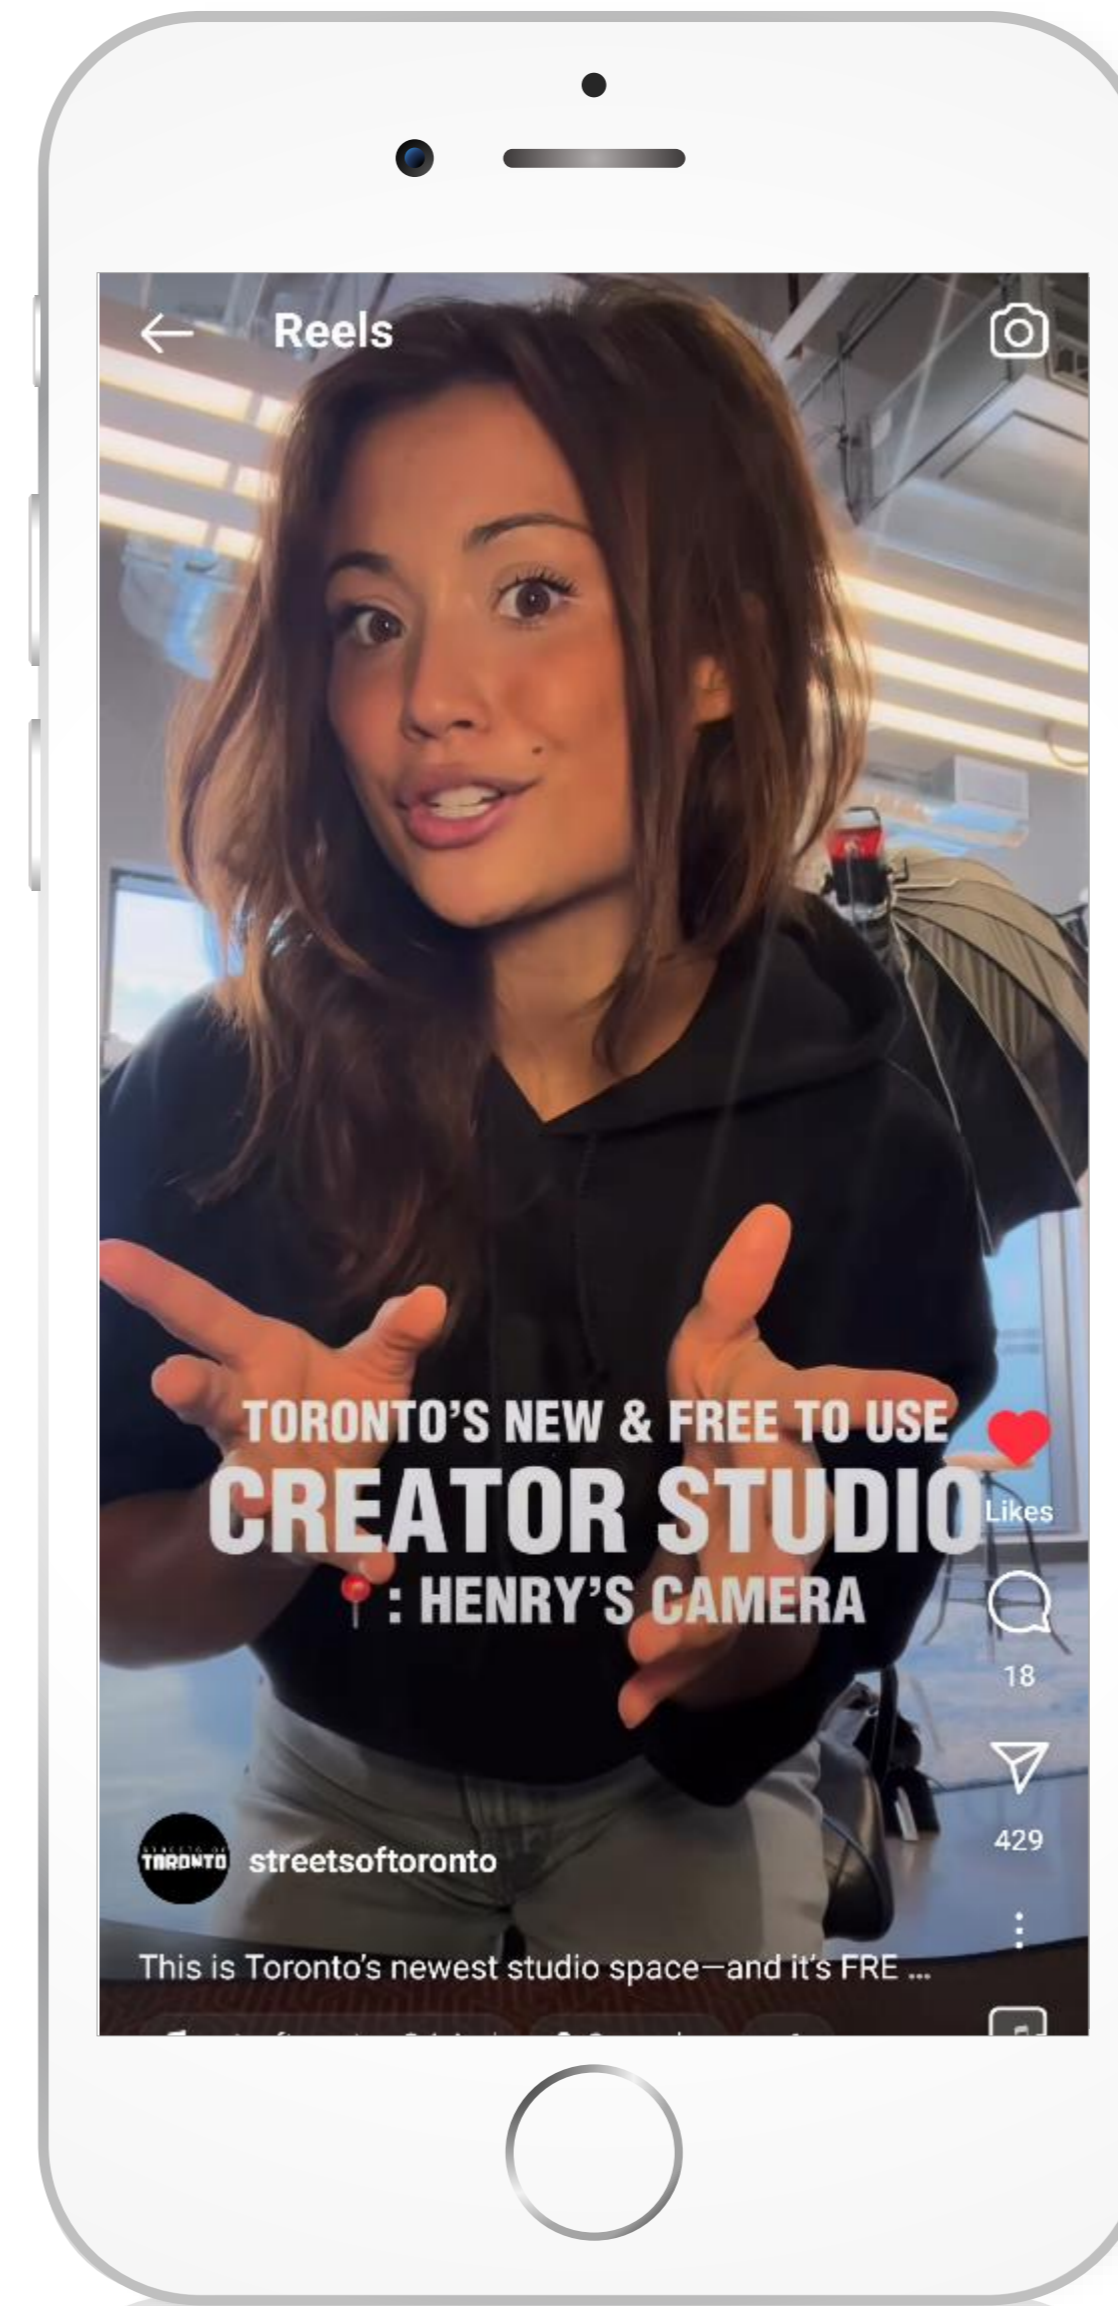 Reels
TORONTO'S NEW & FREE TO USE
CREATOR STUDIO
Likes
📍: HENRY'S CAMERA
18
429
TORONTO
streetsoftoronto
This is Toronto's newest studio space—and it's FRE ...